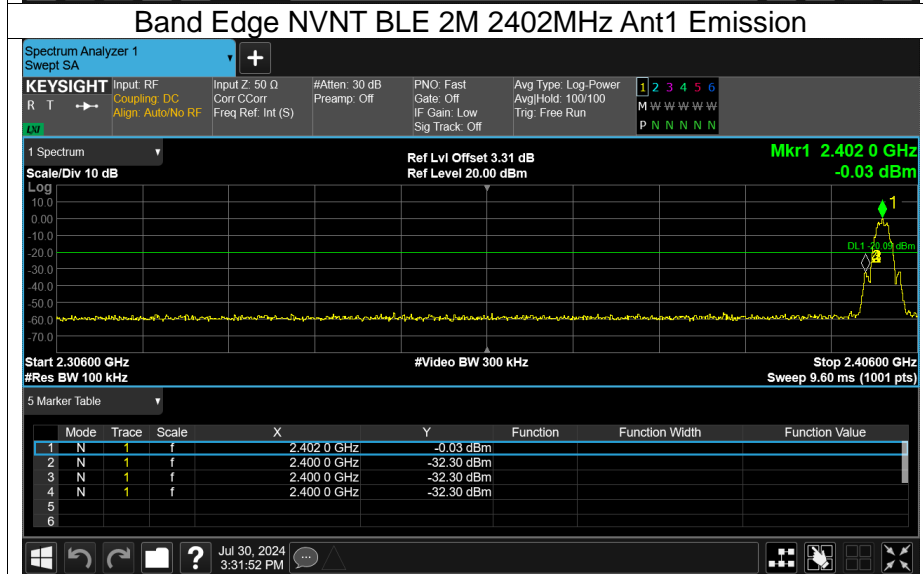 Band Edge NVNT BLE 2M 2402MHz Ant1 Emission
Spectrum Analyzer 1
Swept SA
+
KEYSIGHT Input: RF Input Z: 50 Ω #Atten: 30 dB PNO: Fast Avg Type: Log-Power 1 2 3 4 5 6
R T Coupling: DC Corr CCorr Preamp: Off Gate: Off Avg|Hold: 100/100 M W W W W W
Align: Auto/No RF Freq Ref: Int (S) IF Gain: Low Trig: Free Run
LXI Sig Track: Off P N N N N N
1 Spectrum Ref Lvl Offset 3.31 dB Mkr1 2.402 0 GHz
Scale/Div 10 dB Ref Level 20.00 dBm -0.03 dBm
Log
10.0 1
0.00
-10.0
DL1 -20.09 dBm
-20.0
-30.0
-40.0
-50.0
-60.0
-70.0
Start 2.30600 GHz #Video BW 300 kHz Stop 2.40600 GHz
#Res BW 100 kHz Sweep 9.60 ms (1001 pts)
5 Marker Table
Mode Trace Scale X Y Function Function Width Function Value
1 N 1 f 2.402 0 GHz -0.03 dBm
2 N 1 f 2.400 0 GHz -32.30 dBm
3 N 1 f 2.400 0 GHz -32.30 dBm
4 N 1 f 2.400 0 GHz -32.30 dBm
5
6
? Jul 30, 2024
3:31:52 PM